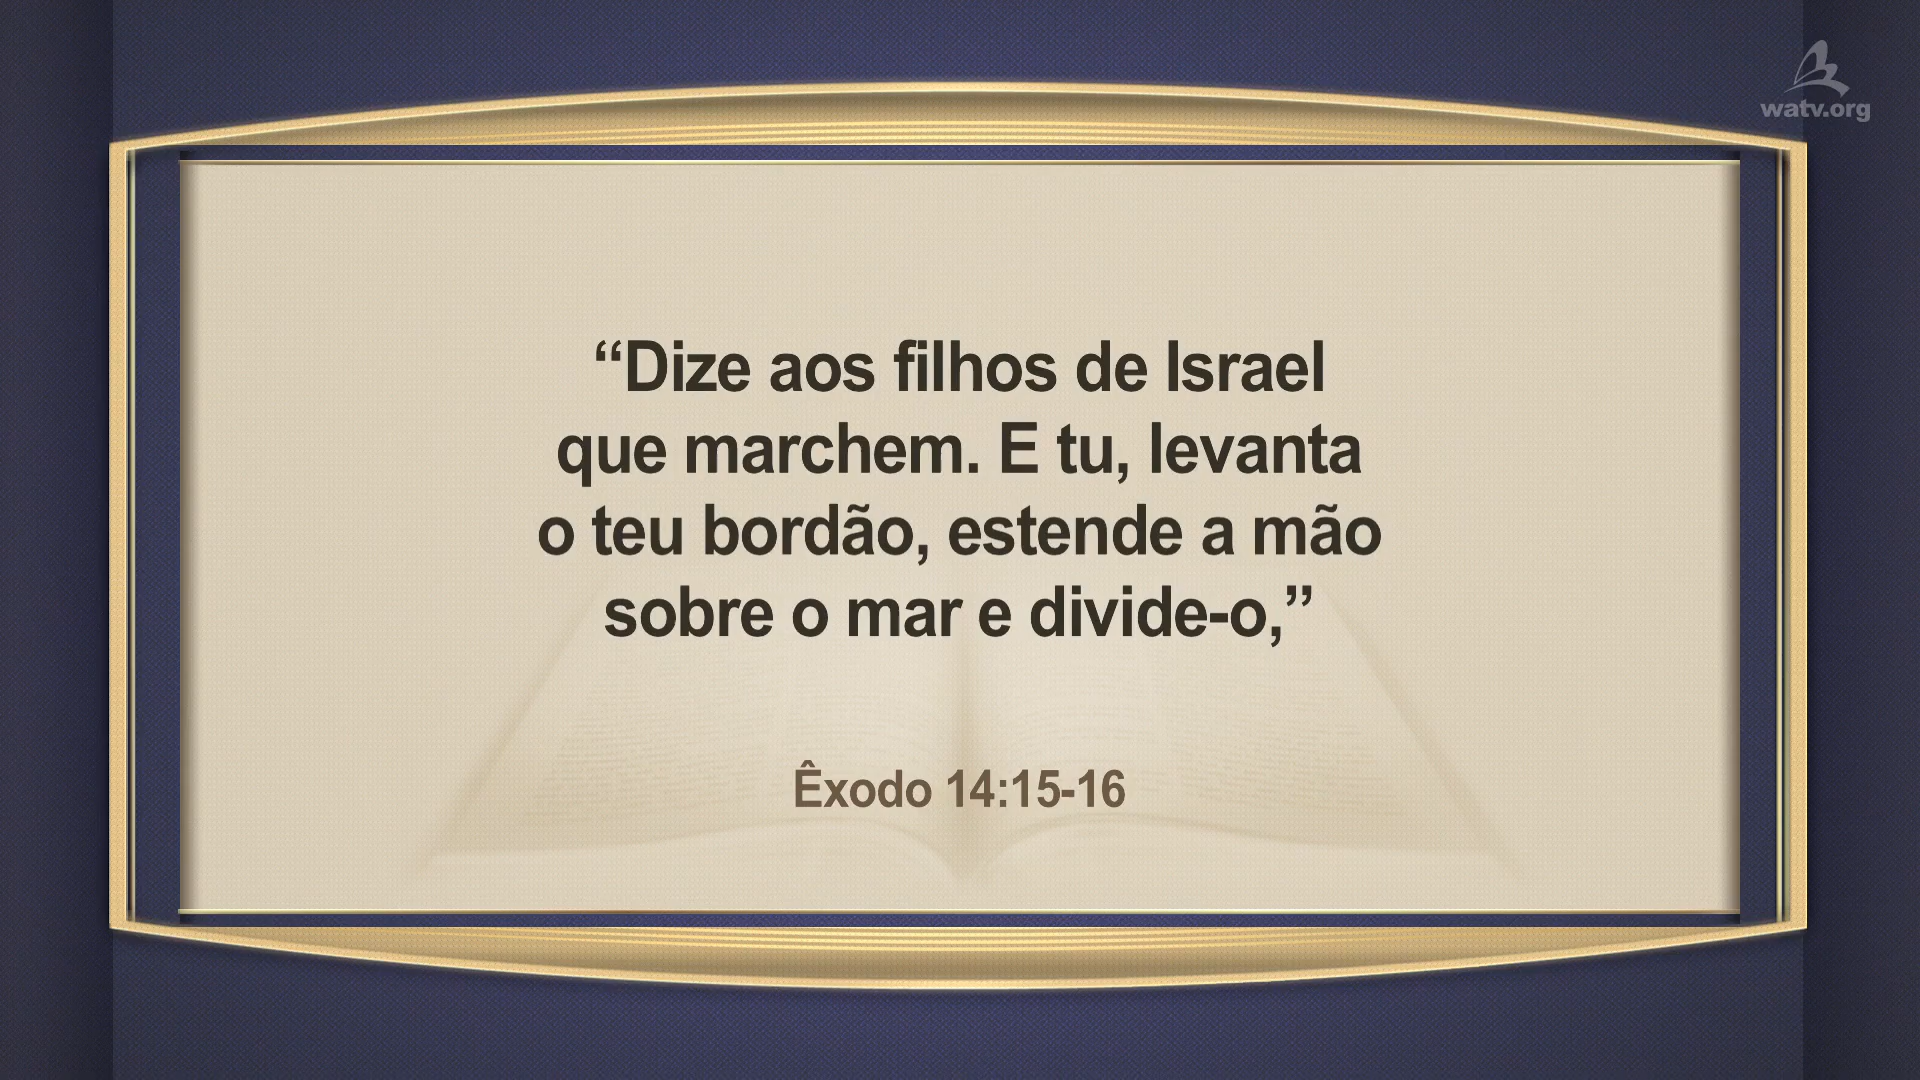 watv.org
“Dize aos filhos de Israel
que marchem. E tu, levanta
o teu bordão, estende a mão
sobre o mar e divide-o,”
Êxodo 14:15-16